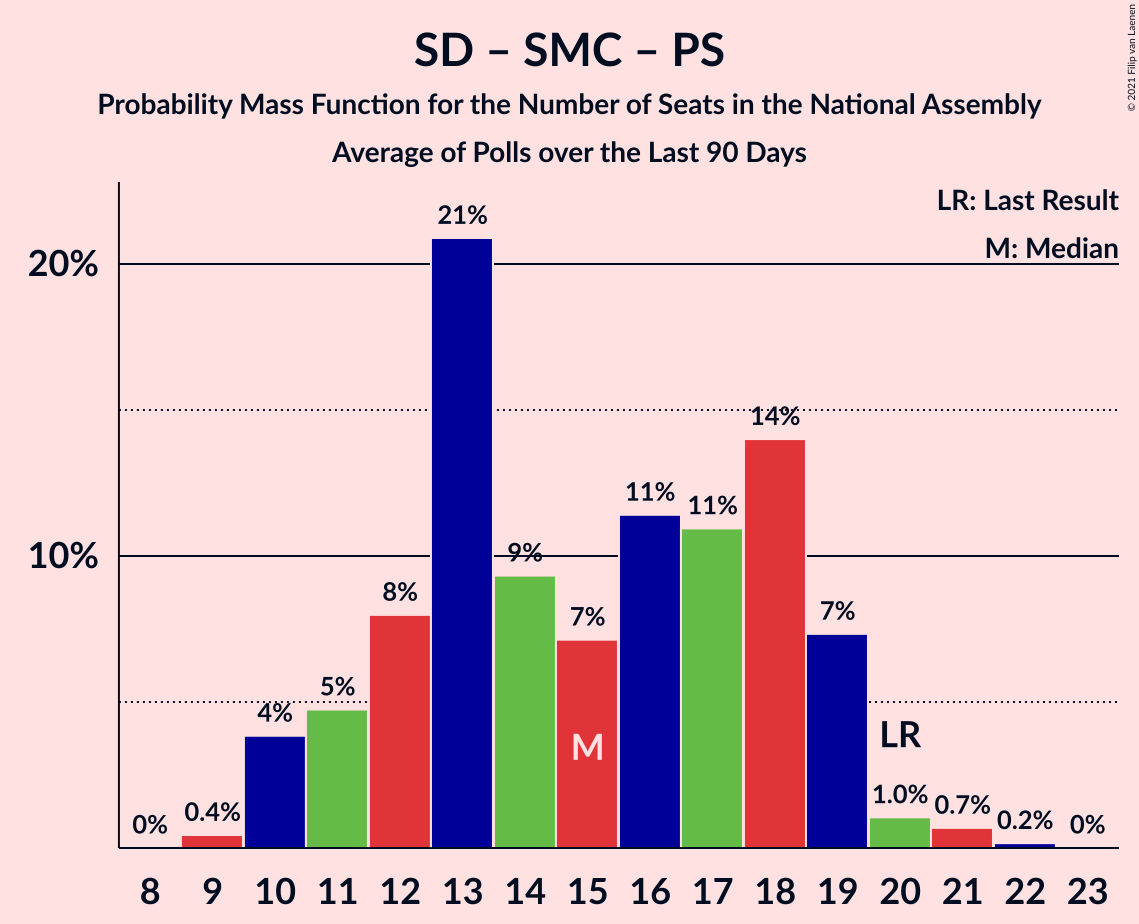 SD – SMC – PS
Probability Mass Function for the Number of Seats in the National Assembly
Average of Polls over the Last 90 Days
© 2021 Filip van Laenen
LR: Last Result
M: Median
20%
10%
0%
0.4%
4%
5%
8%
21%
9%
7%
11%
11%
14%
7%
1.0%
0.7%
0.2%
0%
M
LR
8 9 10 11 12 13 14 15 16 17 18 19 20 21 22 23